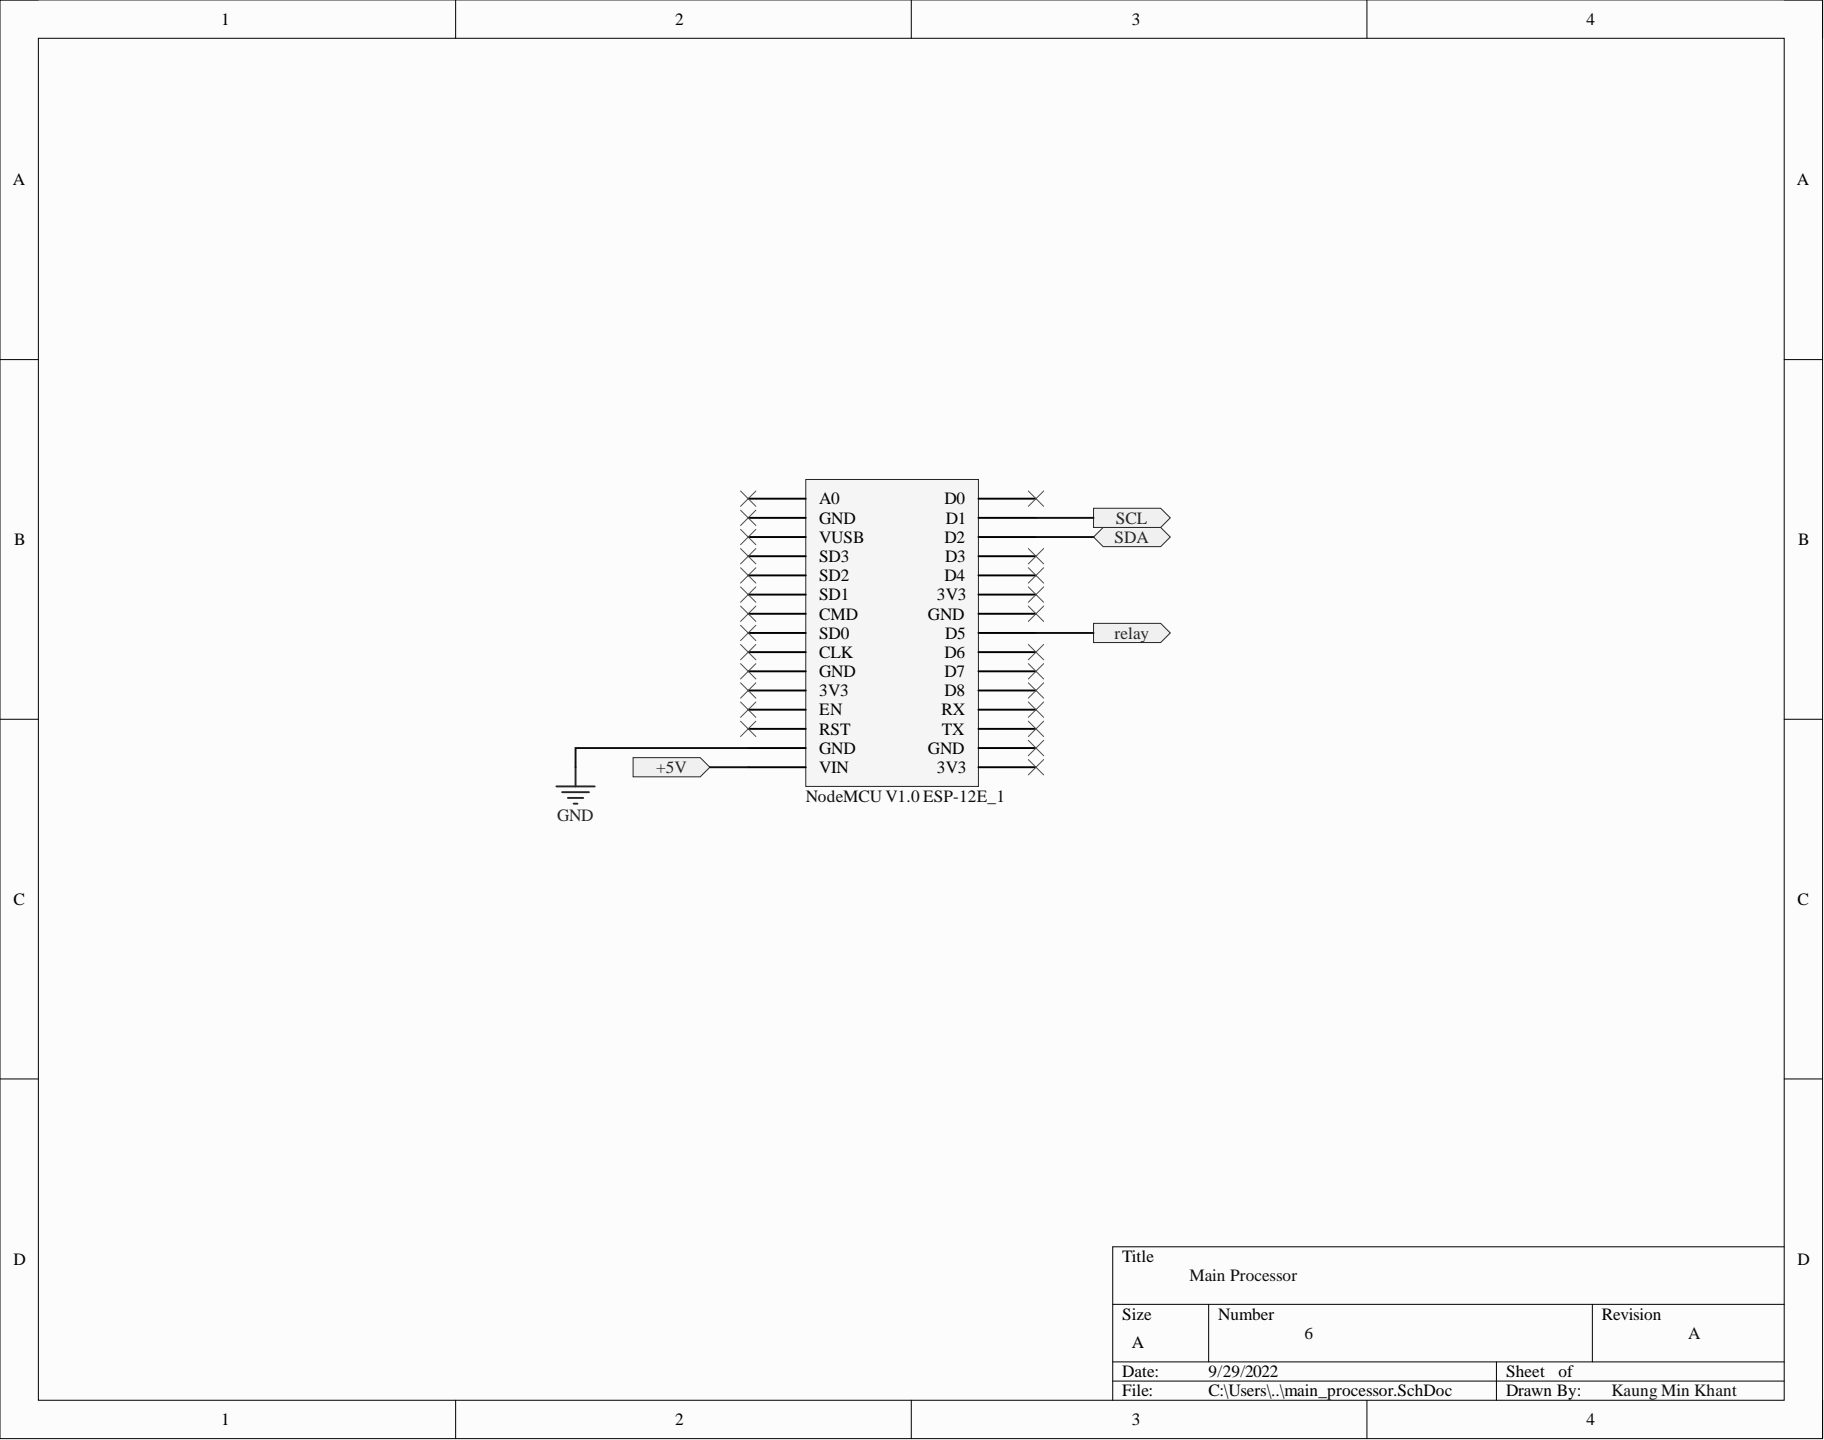 1 2 3 4
A A
B B
C C
D D
A0 D0
GND D1 SCL
VUSB D2 SDA
SD3 D3
SD2 D4
SD1 3V3
CMD GND
SD0 D5 relay
CLK D6
GND D7
3V3 D8
EN RX
RST TX
GND GND
+5V VIN 3V3
NodeMCU V1.0 ESP-12E_1
GND
Title
Main Processor
Size Number Revision
A 6 A
Date: 9/29/2022 Sheet of
File: C:\Users\..\main_processor.SchDoc Drawn By: Kaung Min Khant
1 2 3 4